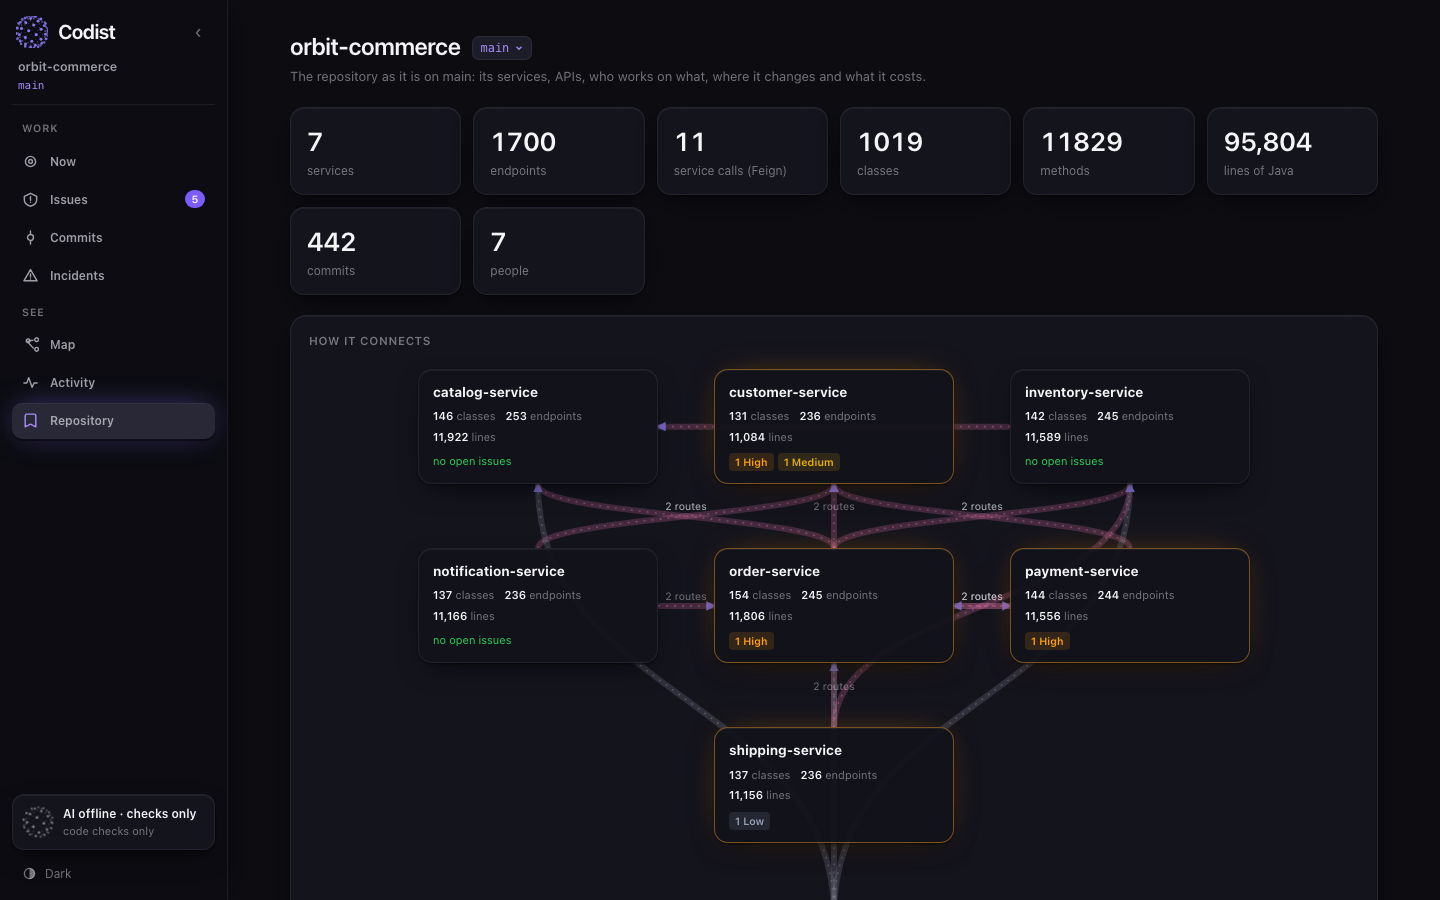 Codist
orbit-commerce
main
WORK
Now
Issues 5
Commits
Incidents
SEE
Map
Activity
Repository
AI offline · checks only
code checks only
Dark
orbit-commerce main
The repository as it is on main: its services, APIs, who works on what, where it changes and what it costs.
7
services
1700
endpoints
11
service calls (Feign)
1019
classes
11829
methods
95,804
lines of Java
442
commits
7
people
HOW IT CONNECTS
catalog-service
146 classes 253 endpoints
11,922 lines
no open issues
customer-service
131 classes 236 endpoints
11,084 lines
1 High 1 Medium
inventory-service
142 classes 245 endpoints
11,589 lines
no open issues
2 routes
2 routes
2 routes
notification-service
137 classes 236 endpoints
11,166 lines
no open issues
2 routes
order-service
154 classes 245 endpoints
11,806 lines
1 High
2 routes
payment-service
144 classes 244 endpoints
11,556 lines
1 High
2 routes
shipping-service
137 classes 236 endpoints
11,156 lines
1 Low